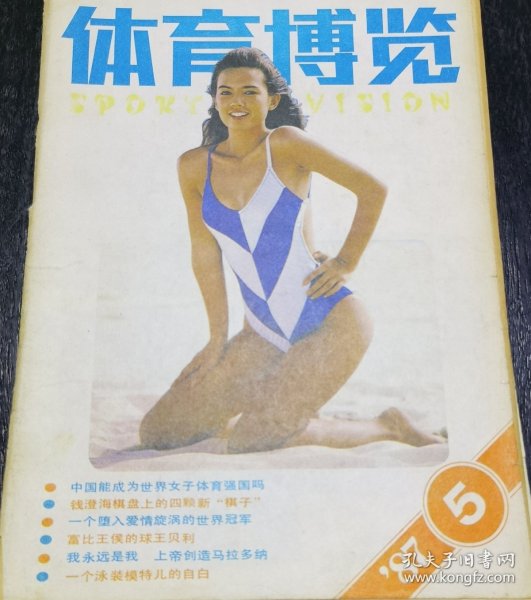 体育博览
SPORT VISION
中国能成为世界女子体育强国吗
钱澄海棋盘上的四颗新“棋子”
一个堕入爱情旋涡的世界冠军
富比王侯的球王贝利
我永远是我 上帝创造马拉多纳
一个泳装模特儿的自白
5
'87
孔夫子旧书网
www.kongfz.com